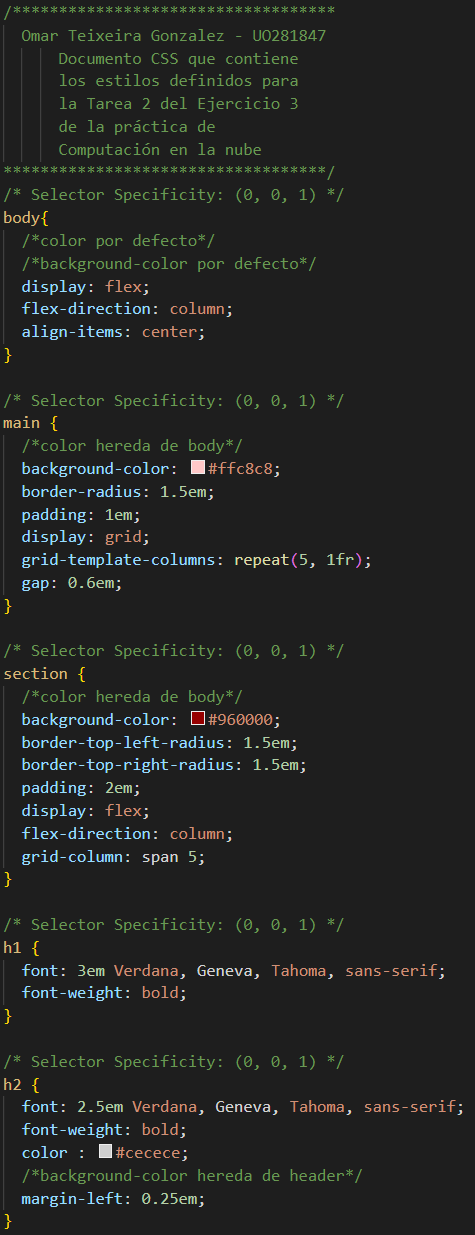 /***********************************
Omar Teixeira Gonzalez - UO281847
Documento CSS que contiene
los estilos definidos para
la Tarea 2 del Ejercicio 3
de la práctica de
Computación en la nube
***********************************/
/* Selector Specificity: (0, 0, 1) */
body{
/*color por defecto*/
/*background-color por defecto*/
display: flex;
flex-direction: column;
align-items: center;
}
/* Selector Specificity: (0, 0, 1) */
main {
/*color hereda de body*/
background-color: #ffc8c8;
border-radius: 1.5em;
padding: 1em;
display: grid;
grid-template-columns: repeat(5, 1fr);
gap: 0.6em;
}
/* Selector Specificity: (0, 0, 1) */
section {
/*color hereda de body*/
background-color: #960000;
border-top-left-radius: 1.5em;
border-top-right-radius: 1.5em;
padding: 2em;
display: flex;
flex-direction: column;
grid-column: span 5;
}
/* Selector Specificity: (0, 0, 1) */
h1 {
font: 3em Verdana, Geneva, Tahoma, sans-serif;
font-weight: bold;
}
/* Selector Specificity: (0, 0, 1) */
h2 {
font: 2.5em Verdana, Geneva, Tahoma, sans-serif;
font-weight: bold;
color : #cecece;
/*background-color hereda de header*/
margin-left: 0.25em;
}